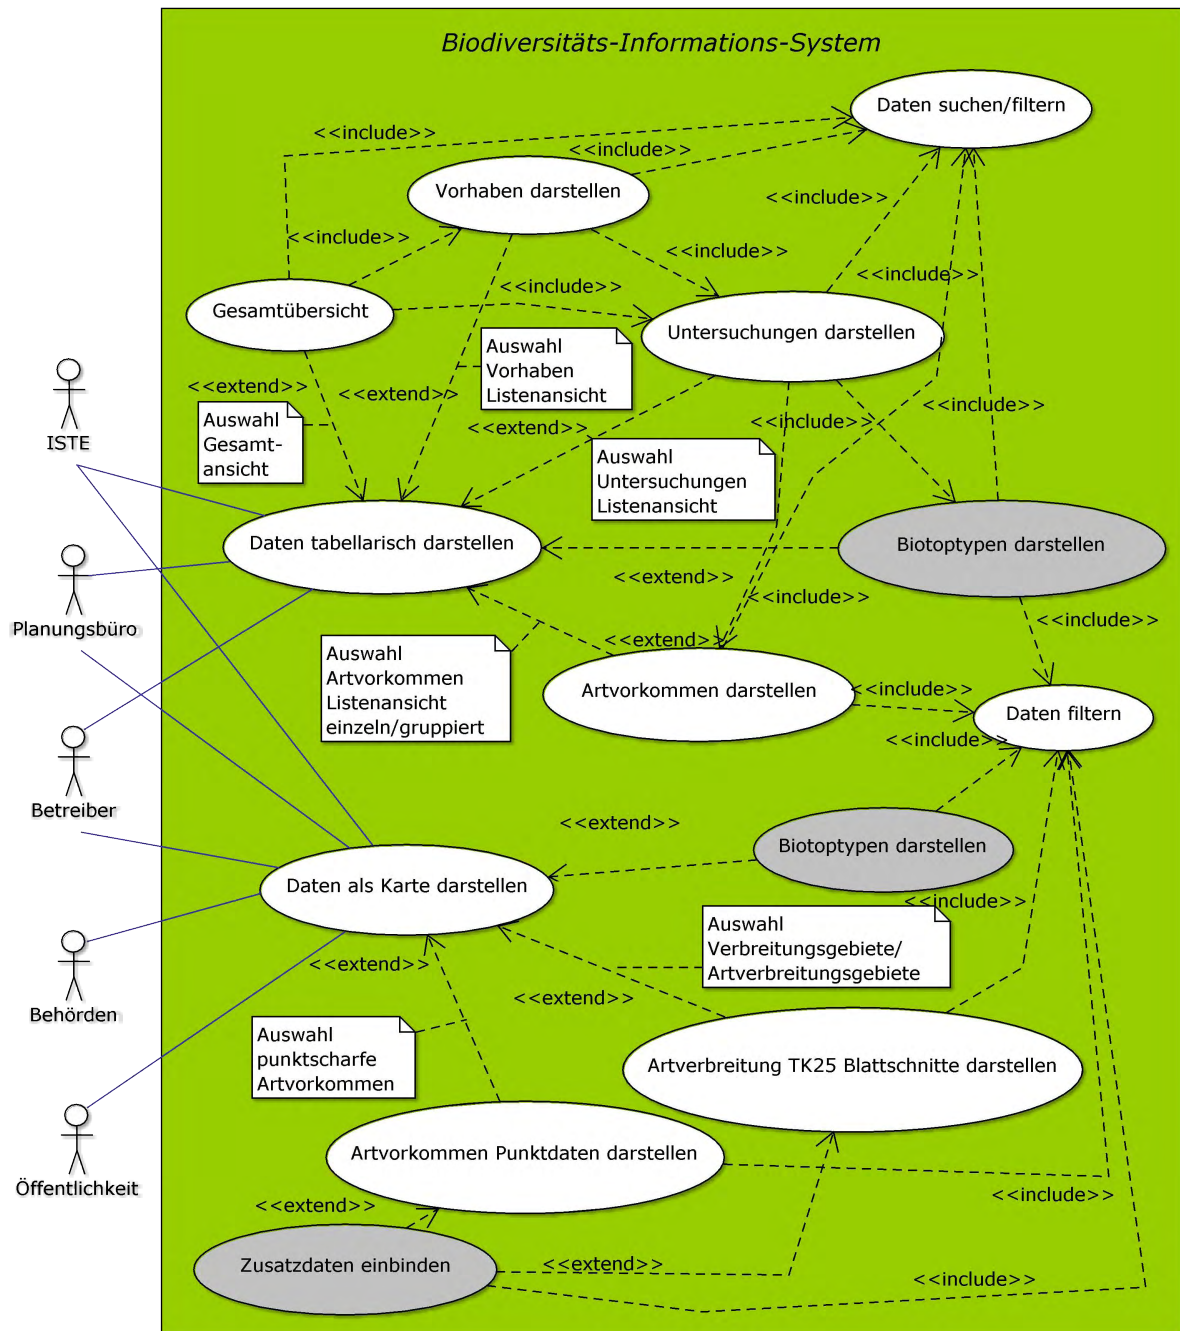 Biodiversitäts-Informations-System
Daten suchen/filtern
<<include>>
<<include>>
Vorhaben darstellen
<<include>>
<<include>>
<<include>>
<<include>>
<<include>>
Gesamtübersicht
Untersuchungen darstellen
Auswahl
Vorhaben
Listenansicht
<<extend>>
<<extend>>
<<include>>
Auswahl
Gesamt-
ansicht
<<extend>>
<<include>>
ISTE
Auswahl
Untersuchungen
Listenansicht
Daten tabellarisch darstellen
Biotoptypen darstellen
<<extend>>
<<include>>
<<include>>
Planungsbüro
<<extend>>
Auswahl
Artvorkommen
Listenansicht
einzeln/gruppiert
Artvorkommen darstellen
<<include>>
Daten filtern
<<include>>
Betreiber
<<extend>>
Biotoptypen darstellen
Daten als Karte darstellen
<<include>>
Auswahl
Verbreitungsgebiete/
Artverbreitungsgebiete
<<extend>>
<<extend>>
Behörden
Auswahl
punktscharfe
Artvorkommen
Artverbreitung TK25 Blattschnitte darstellen
Artvorkommen Punktdaten darstellen
Öffentlichkeit
<<include>>
<<extend>>
Zusatzdaten einbinden
<<extend>>
<<include>>